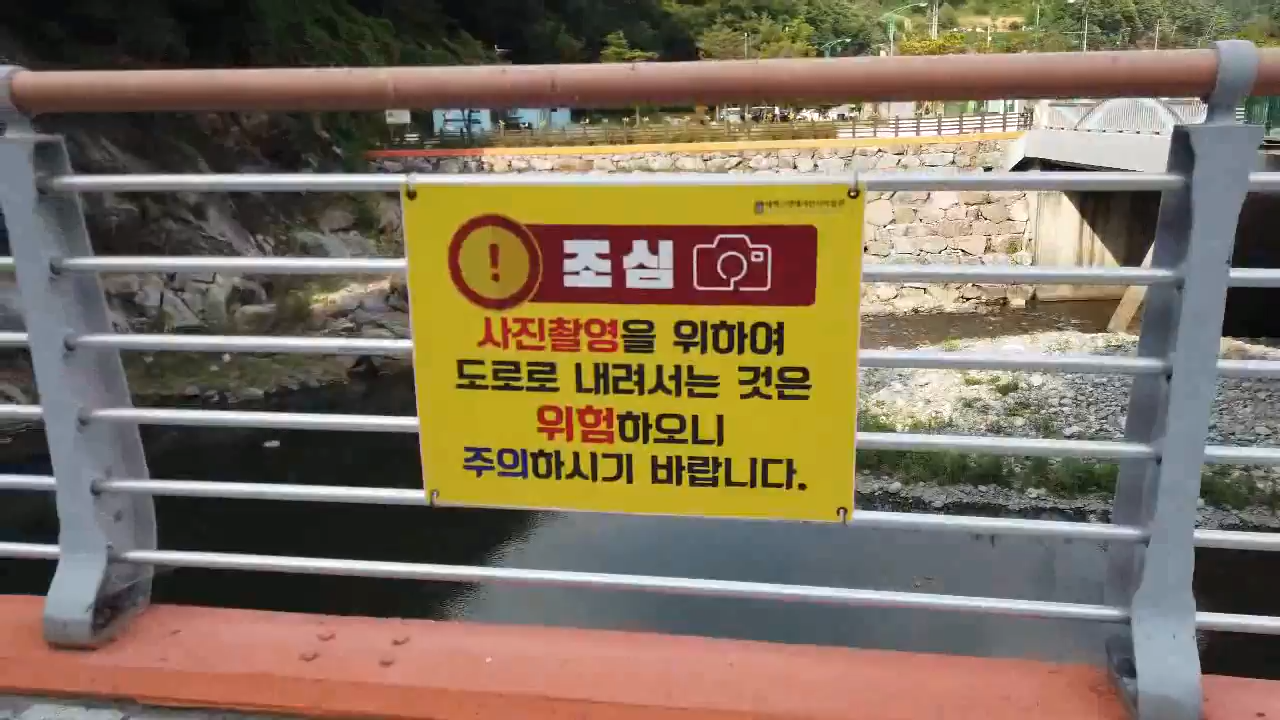 조심
사진촬영을 위하여
도로로 내려서는 것은
위험하오니
주의하시기 바랍니다.